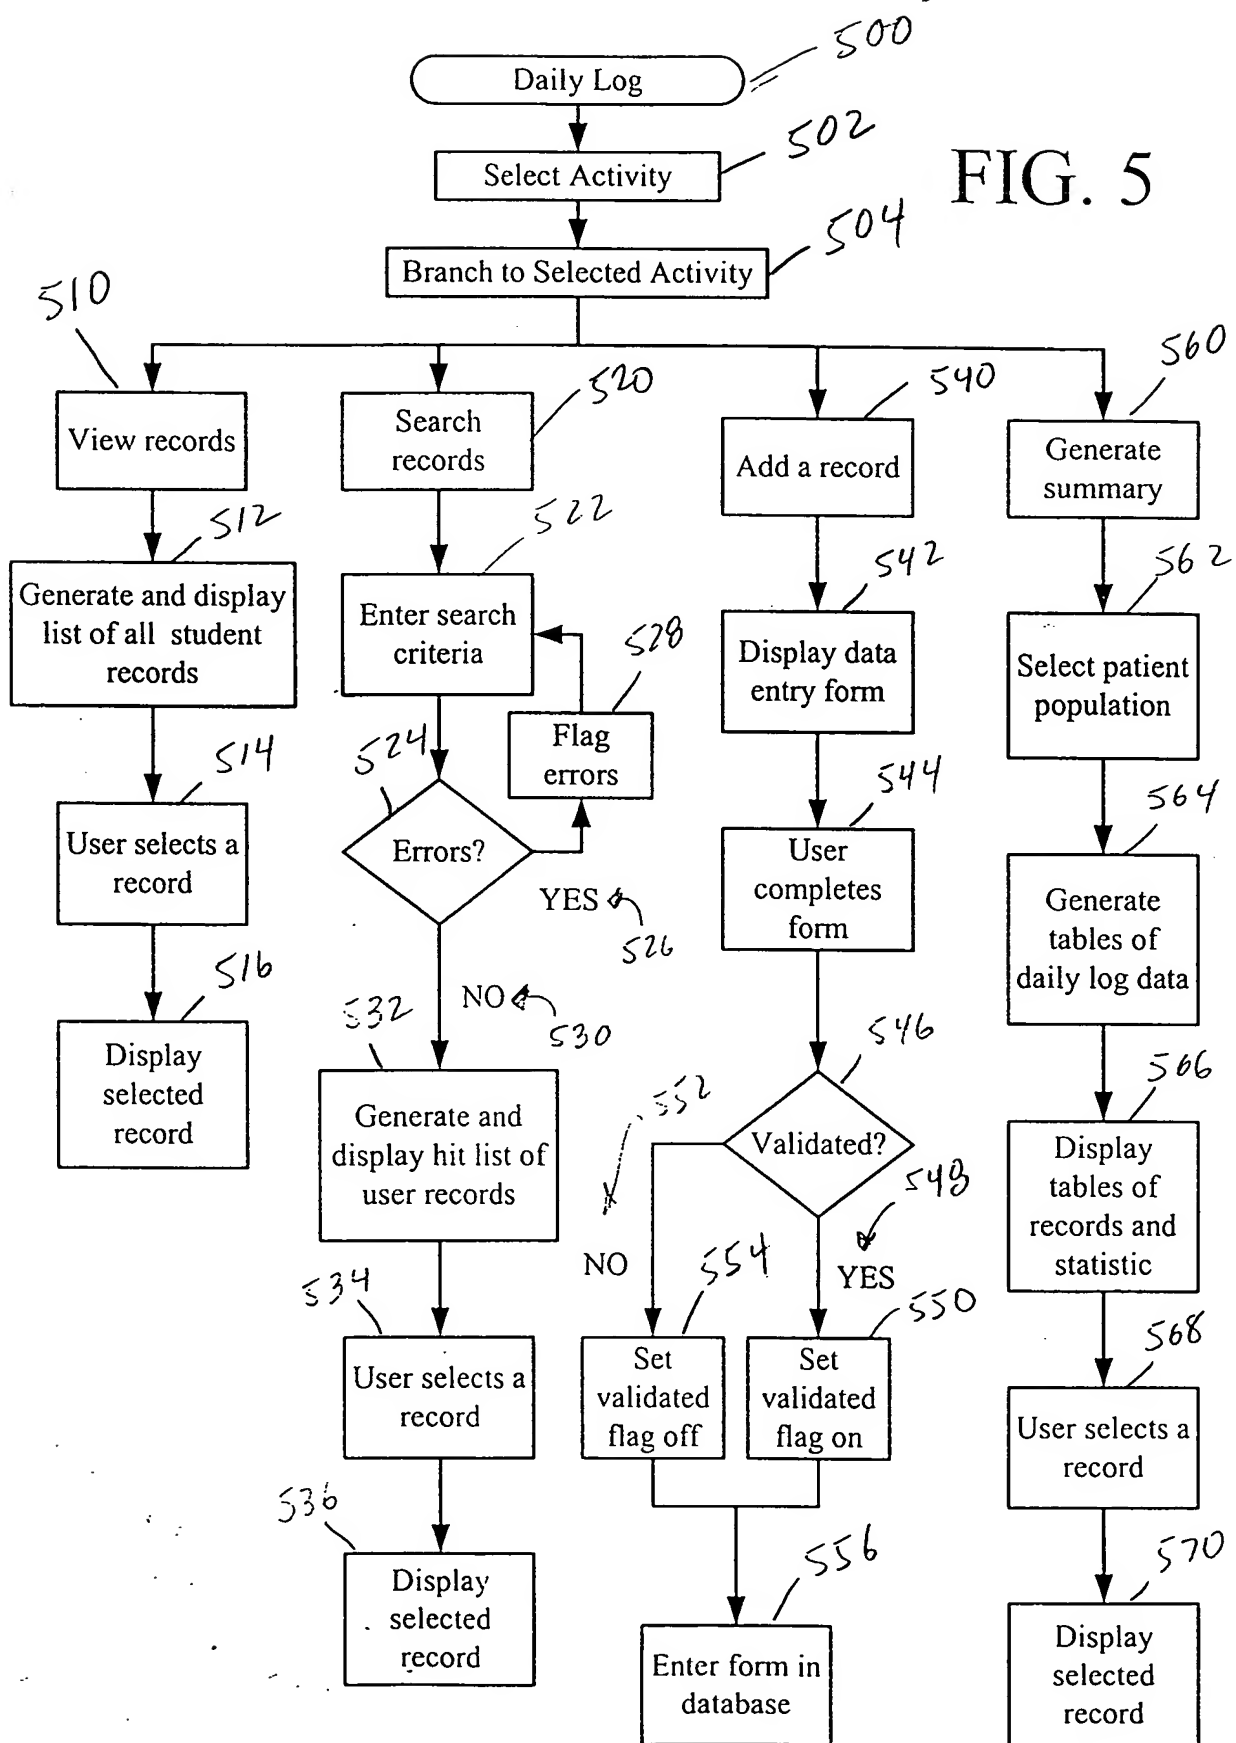 500
Daily Log
502
FIG. 5
Select Activity
504
Branch to Selected Activity
510
View records
512
Generate and display
list of all student
records
514
User selects a
record
516
Display
selected
record
520
Search
records
522
Enter search
criteria
528
Flag
errors
524
Errors?
YES
526
NO
530
532
Generate and
display hit list of
user records
534
User selects a
record
536
Display
selected
record
540
Add a record
542
Display data
entry form
544
User
completes
form
546
Validated?
552
NO
548
YES
554
Set
validated
flag off
550
Set
validated
flag on
556
Enter form in
database
560
Generate
summary
562
Select patient
population
564
Generate
tables of
daily log data
566
Display
tables of
records and
statistic
568
User selects a
record
570
Display
selected
record